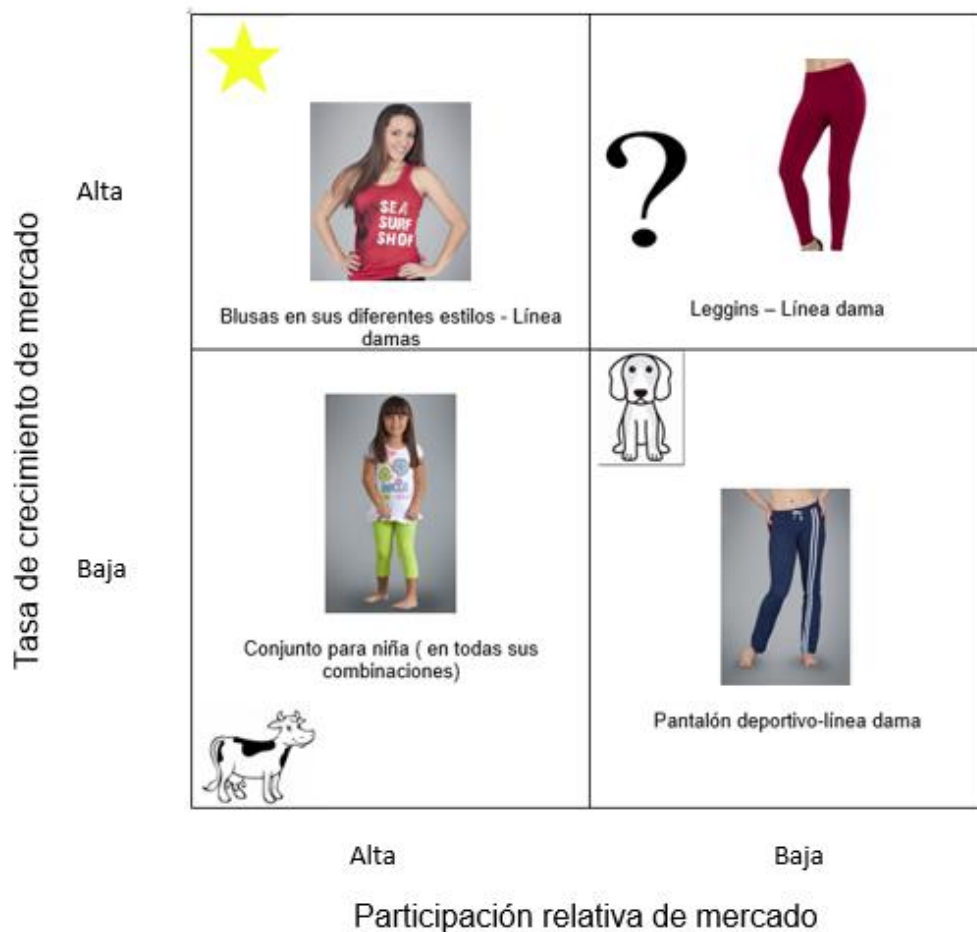 Tasa de crecimiento de mercado
Alta
SEA
SURF
SHOP
?
Blusas en sus diferentes estilos - Línea
damas
Leggins – Línea dama
Baja
Conjunto para niña ( en todas sus
combinaciones)
Pantalón deportivo-línea dama
Alta
Baja
Participación relativa de mercado